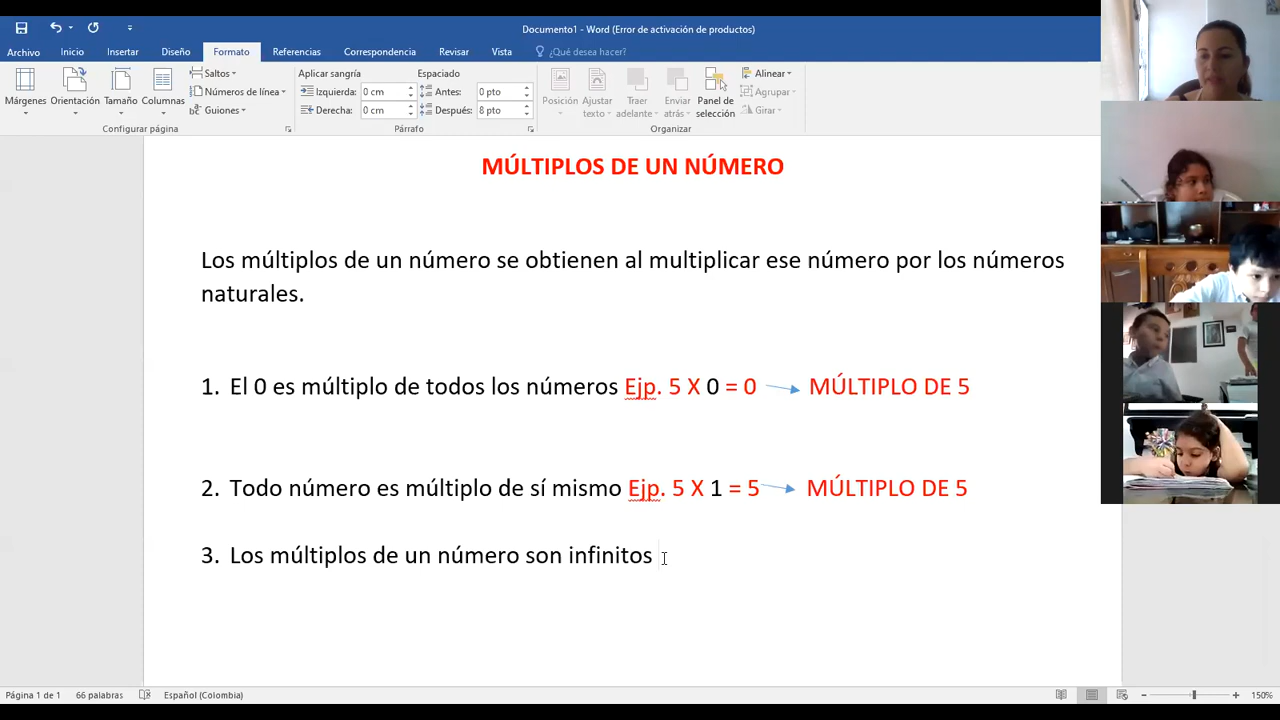 Documento1 - Word (Error de activación de productos)
Archivo Inicio Insertar Diseño Formato Referencias Correspondencia Revisar Vista ¿Qué desea hacer?
Márgenes Orientación Tamaño Columnas Saltos Números de línea Guiones
Configurar página
Aplicar sangría Espaciado
Izquierda: 0 cm Antes: 0 pto
Derecha: 0 cm Después: 8 pto
Párrafo
Posición Ajustar texto Traer adelante Enviar atrás Panel de selección Alinear Agrupar Girar
Organizar
MÚLTIPLOS DE UN NÚMERO
Los múltiplos de un número se obtienen al multiplicar ese número por los números
naturales.
1. El 0 es múltiplo de todos los números Ejp. 5 X 0 = 0 MÚLTIPLO DE 5
2. Todo número es múltiplo de sí mismo Ejp. 5 X 1 = 5 MÚLTIPLO DE 5
3. Los múltiplos de un número son infinitos
Página 1 de 1 66 palabras Español (Colombia) 150%